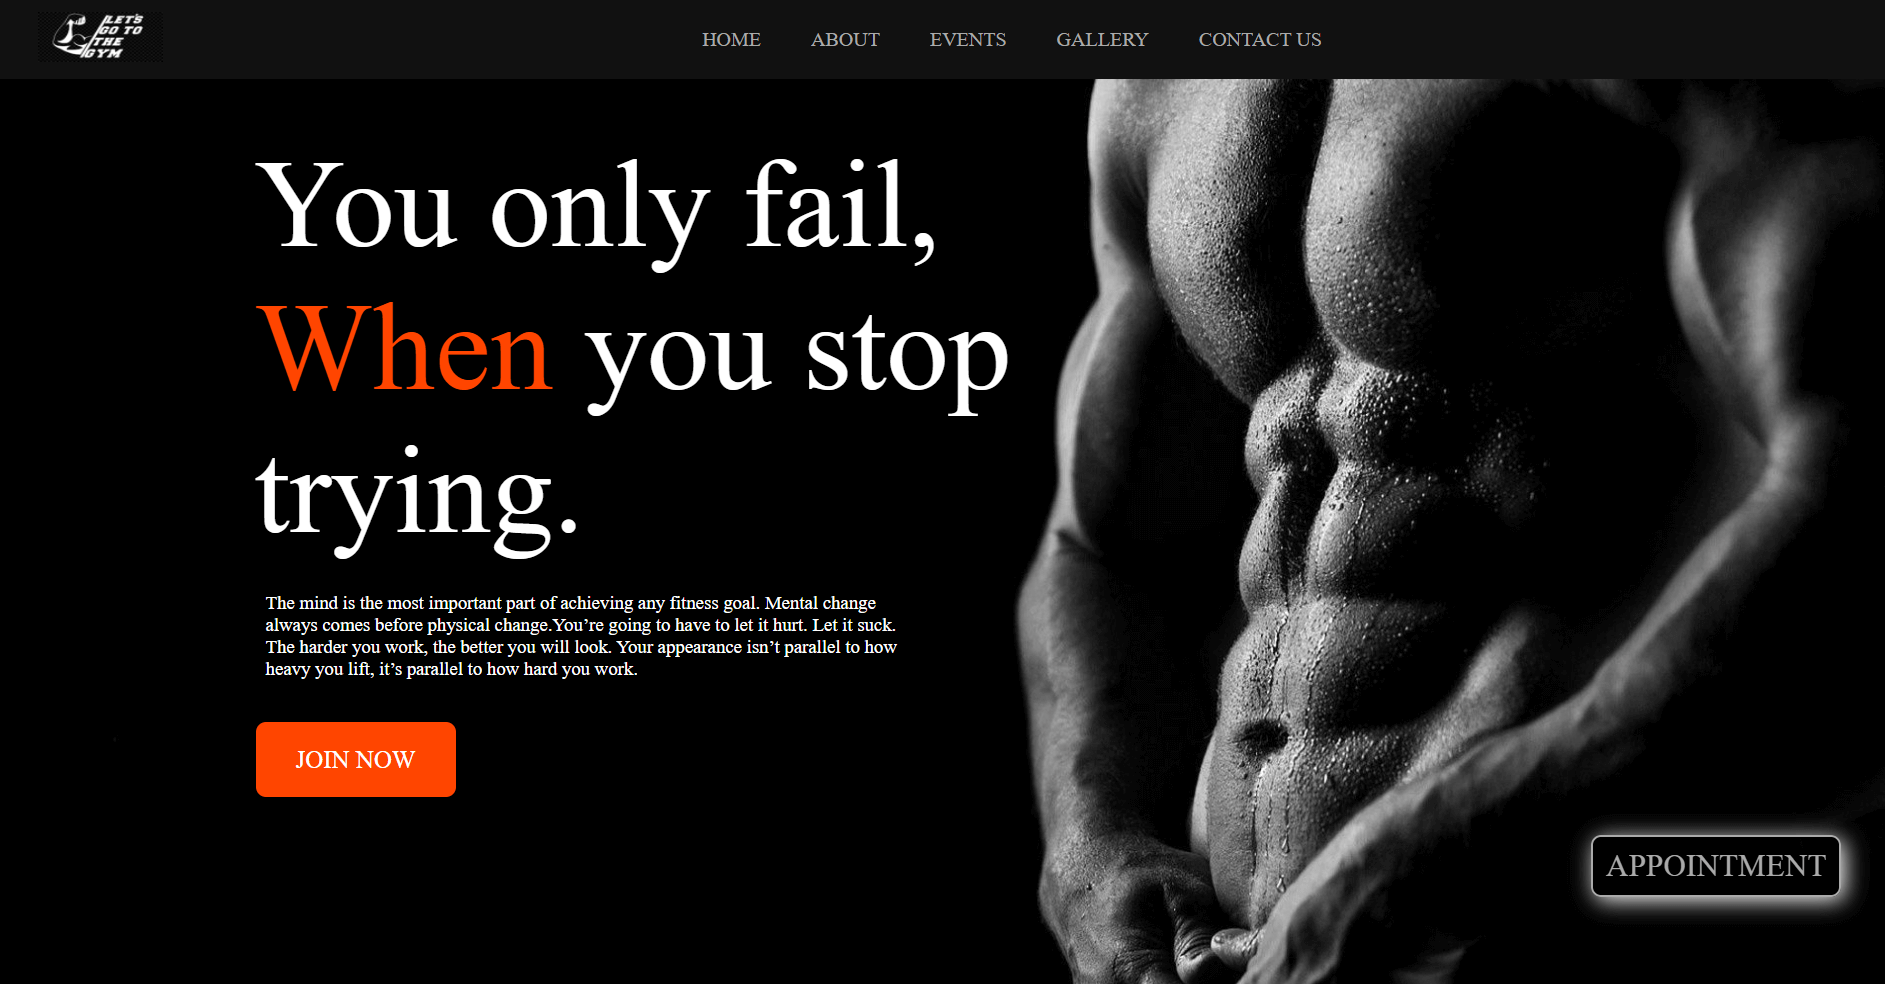 LET'S
GO TO
THE
GYM
HOME ABOUT EVENTS GALLERY CONTACT US
You only fail,
When you stop
trying.
The mind is the most important part of achieving any fitness goal. Mental change
always comes before physical change.You’re going to have to let it hurt. Let it suck.
The harder you work, the better you will look. Your appearance isn’t parallel to how
heavy you lift, it’s parallel to how hard you work.
JOIN NOW
APPOINTMENT